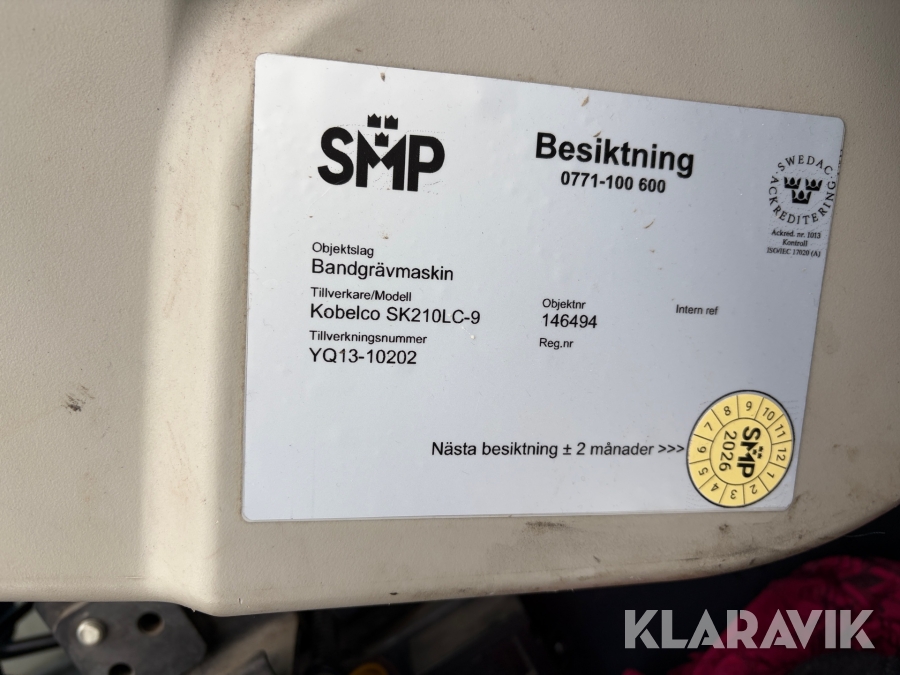 SMP
Besiktning
0771-100 600
SWEDAC
ACKREDITERING
Ackred. nr. 1013
Kontroll
ISO/IEC 17020 (A)
Objektslag
Bandgrävmaskin
Tillverkare/Modell
Kobelco SK210LC-9
Objektnr
146494
Intern ref
Tillverkningsnummer
YQ13-10202
Reg.nr
Nästa besiktning ± 2 månader >>>
1 2 3 4 5 6 7 8 9 10 11 12
SMP
2026
KLARAVIK